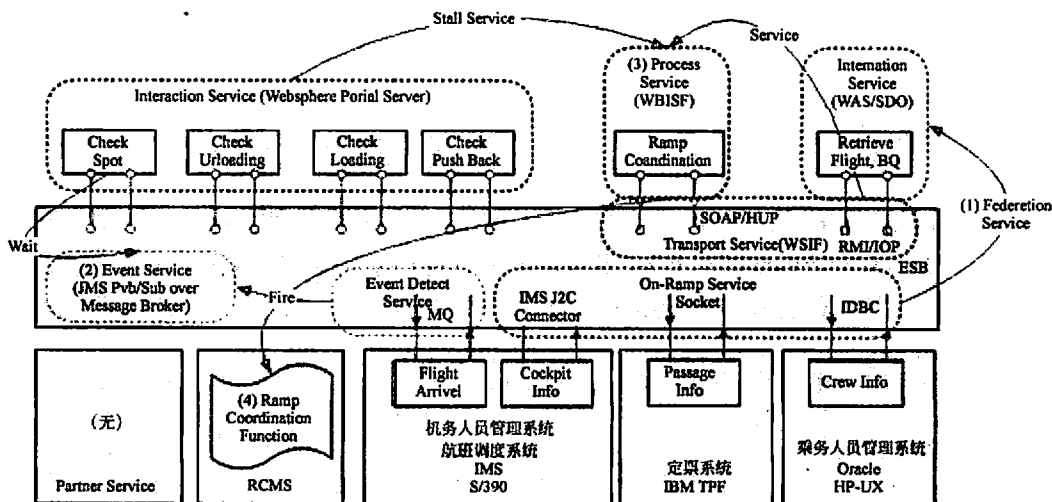 Stall Service
Service
Interaction Service (Websphere Porial Server)
(3) Process
Service
(WBISF)
Internation
Service
(WAS/SDO)
Check
Spot
Check
Urloading
Check
Loading
Check
Push Back
Ramp
Coandination
Retrieve
Flight, BQ
(1) Federetion
Service
SOAP/HUP
Transport Service(WSIF)
RMI/IOP
ESB
Wait
(2) Event Service
(JMS Pvb/Sub over
Message Broker)
Fire
Event Detect
Service
MQ
IMS J2C
Connector
On-Ramp Service
Socket
IDBC
(无)
Partner Service
(4) Ramp
Coordination
Function
RCMS
Flight
Arrivel
Cockpit
Info
机务人员管理系统
航班调度系统
IMS
S/390
Passage
Info
定票系统
IBM TPF
Crew Info
乘务人员管理系统
Oracle
HP-UX